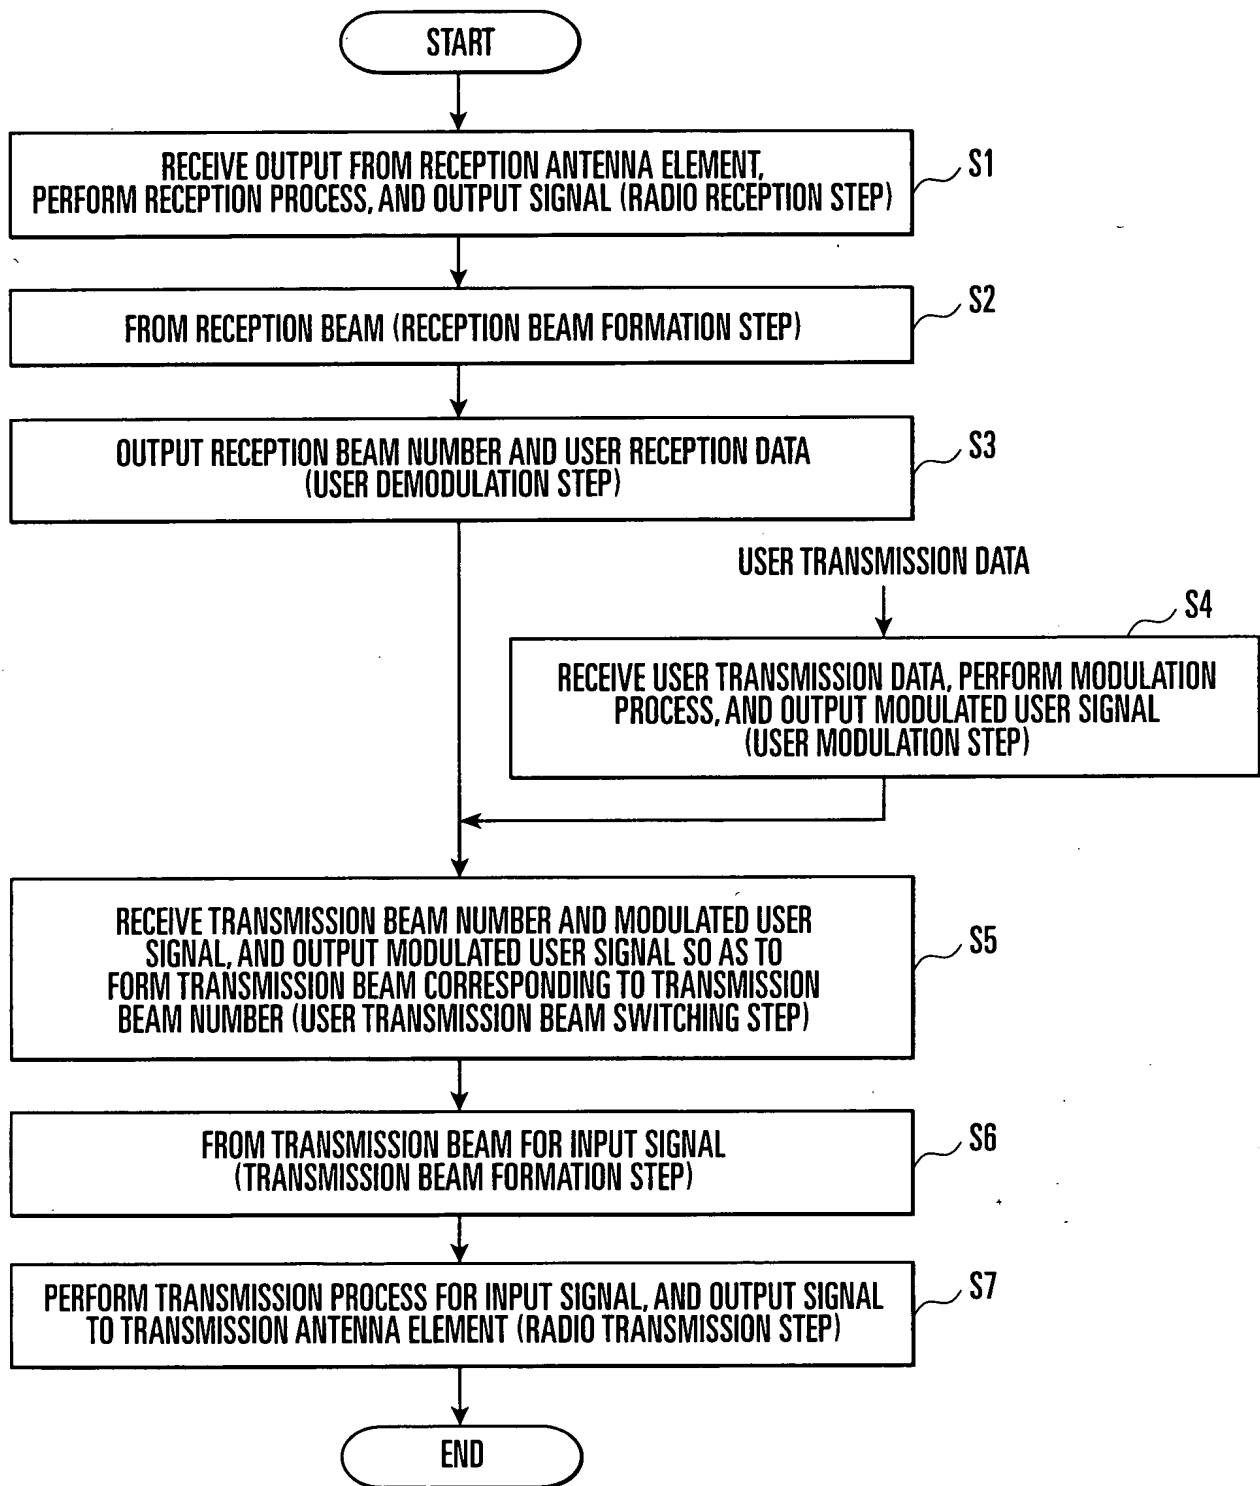 START
RECEIVE OUTPUT FROM RECEPTION ANTENNA ELEMENT,
PERFORM RECEPTION PROCESS, AND OUTPUT SIGNAL (RADIO RECEPTION STEP)
S1
FROM RECEPTION BEAM (RECEPTION BEAM FORMATION STEP)
S2
OUTPUT RECEPTION BEAM NUMBER AND USER RECEPTION DATA
(USER DEMODULATION STEP)
S3
USER TRANSMISSION DATA
S4
RECEIVE USER TRANSMISSION DATA, PERFORM MODULATION
PROCESS, AND OUTPUT MODULATED USER SIGNAL
(USER MODULATION STEP)
RECEIVE TRANSMISSION BEAM NUMBER AND MODULATED USER
SIGNAL, AND OUTPUT MODULATED USER SIGNAL SO AS TO
FORM TRANSMISSION BEAM CORRESPONDING TO TRANSMISSION
BEAM NUMBER (USER TRANSMISSION BEAM SWITCHING STEP)
S5
FROM TRANSMISSION BEAM FOR INPUT SIGNAL
(TRANSMISSION BEAM FORMATION STEP)
S6
PERFORM TRANSMISSION PROCESS FOR INPUT SIGNAL, AND OUTPUT SIGNAL
TO TRANSMISSION ANTENNA ELEMENT (RADIO TRANSMISSION STEP)
S7
END